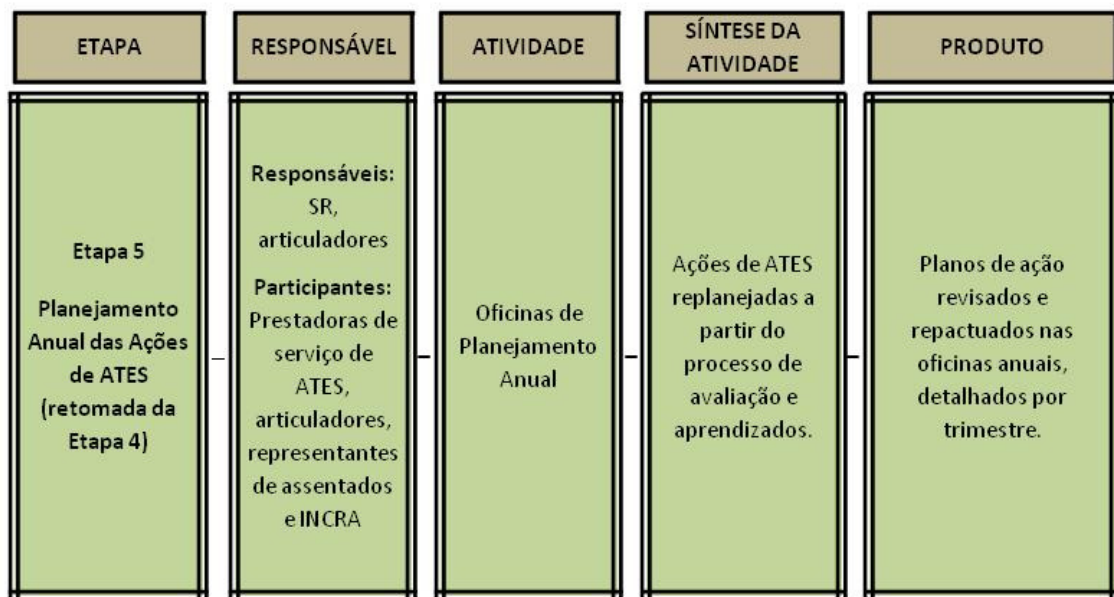 ETAPA
RESPONSÁVEL
ATIVIDADE
SÍNTESE DA
ATIVIDADE
PRODUTO
Etapa 5
Planejamento
Anual das Ações
de ATES
(retomada da
Etapa 4)
Responsáveis:
SR,
articuladores
Participantes:
Prestadoras de
serviço de
ATES,
articuladores,
representantes
de assentados
e INCRA
Oficinas de
Planejamento
Anual
Ações de ATES
replanejadas a
partir do
processo de
avaliação e
aprendizados.
Planos de ação
revisados e
repactuados nas
oficinas anuais,
detalhados por
trimestre.